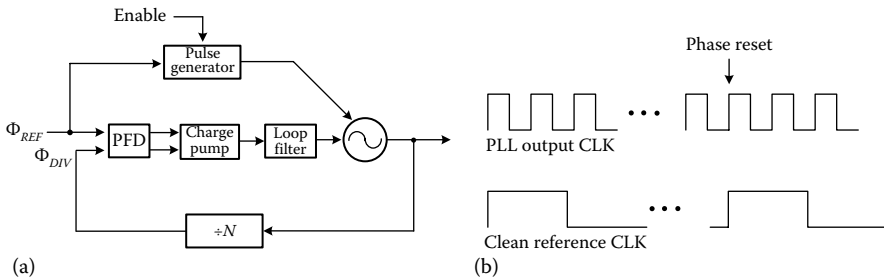 Enable
Pulse
generator
Φ_REF
Φ_DIV
PFD
Charge
pump
Loop
filter
÷N
(a)
Phase reset
PLL output CLK
Clean reference CLK
(b)